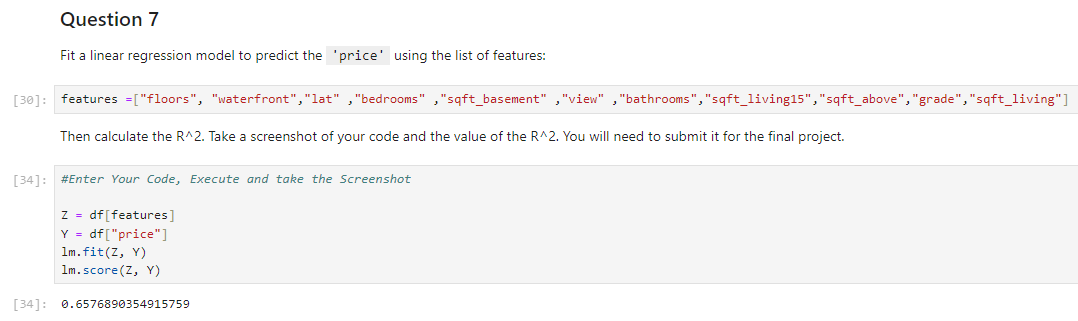 Question 7
Fit a linear regression model to predict the 'price' using the list of features:
[30]: features =["floors", "waterfront","lat" ,"bedrooms" ,"sqft_basement" ,"view" ,"bathrooms","sqft_living15","sqft_above","grade","sqft_living"]
Then calculate the R^2. Take a screenshot of your code and the value of the R^2. You will need to submit it for the final project.
[34]: #Enter Your Code, Execute and take the Screenshot
Z = df[features]
Y = df["price"]
lm.fit(Z, Y)
lm.score(Z, Y)
[34]: 0.6576890354915759